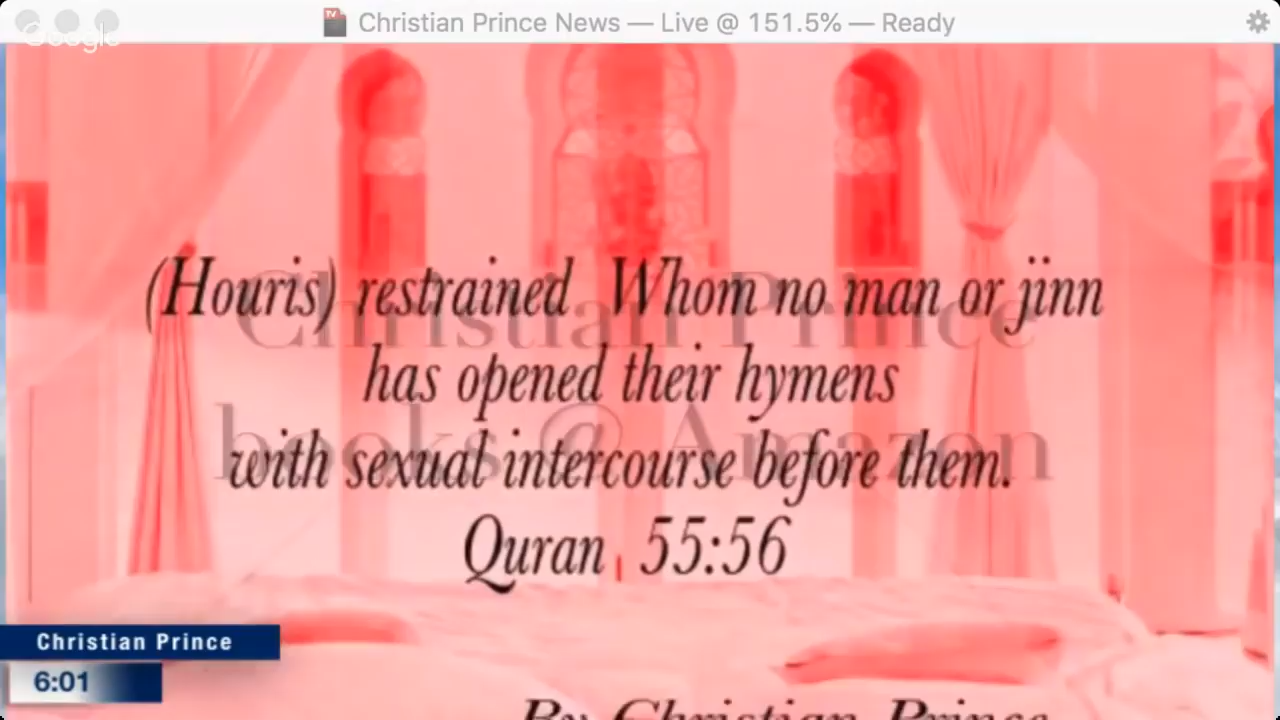 Christian Prince News — Live @ 151.5% — Ready
Google
(Houris) restrained Whom no man or jinn
has opened their hymens
with sexual intercourse before them.
Quran 55:56
Christian Prince
books @ Amazon
Christian Prince
6:01
By Christian Prince